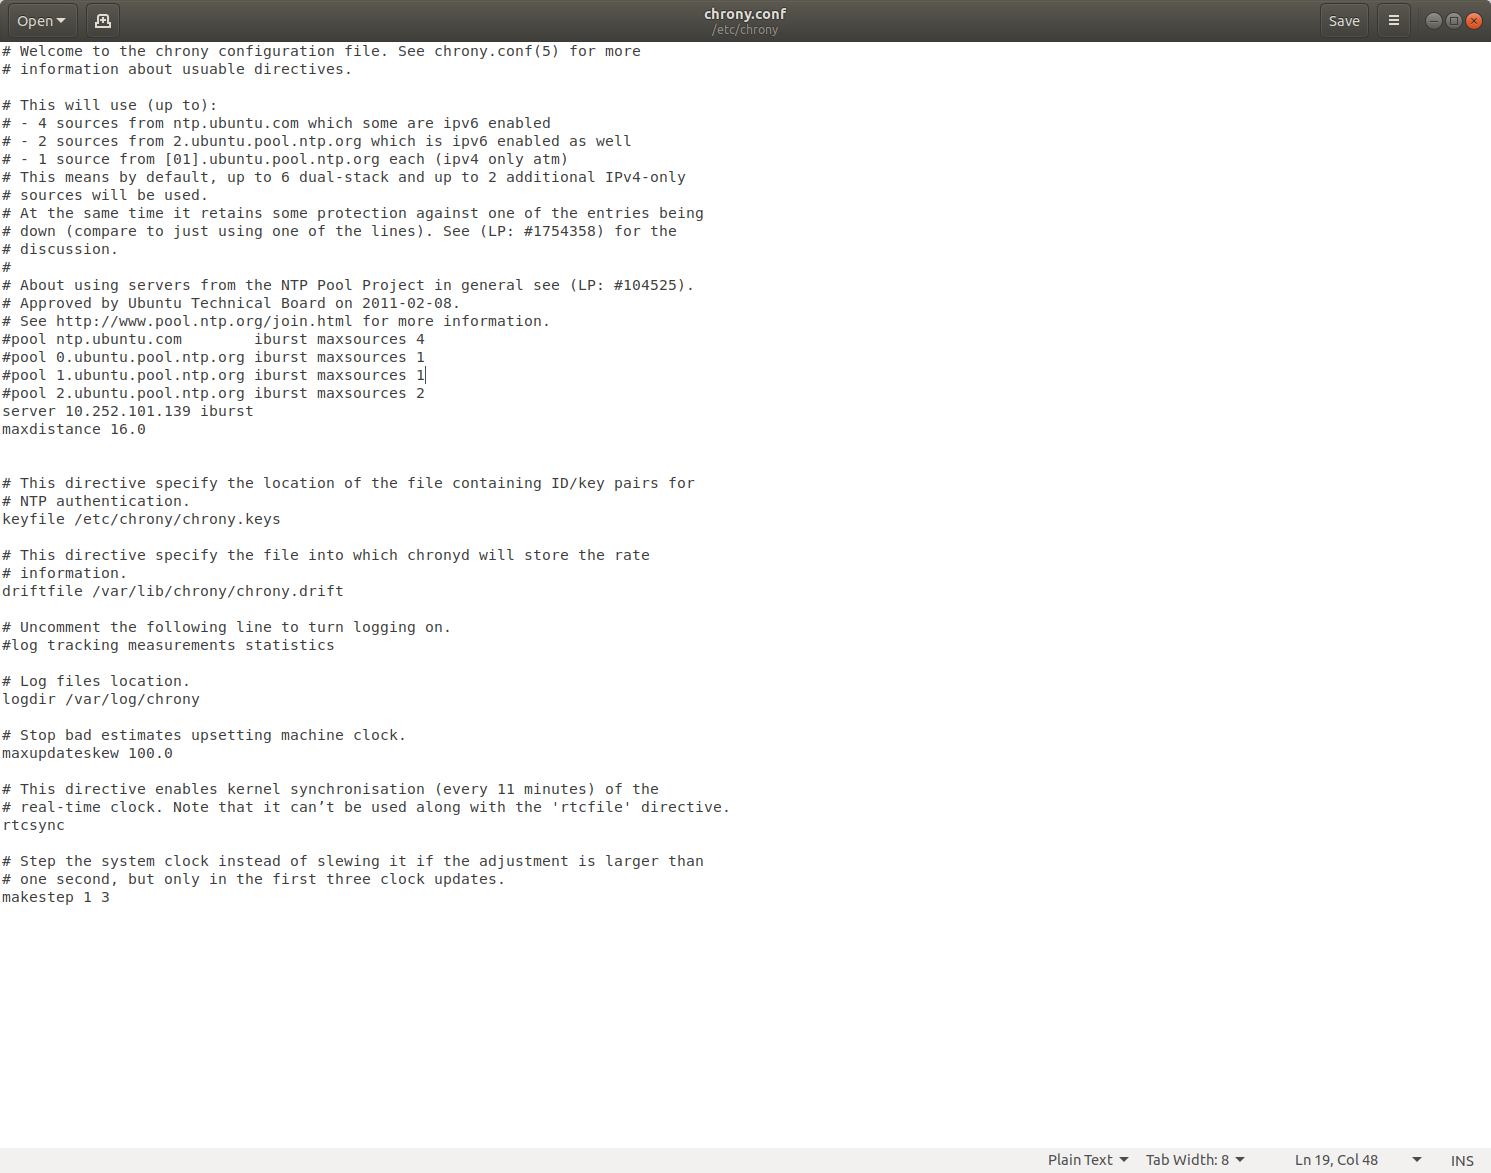 Open
chrony.conf
/etc/chrony
Save
# Welcome to the chrony configuration file. See chrony.conf(5) for more
# information about usuable directives.

# This will use (up to):
# - 4 sources from ntp.ubuntu.com which some are ipv6 enabled
# - 2 sources from 2.ubuntu.pool.ntp.org which is ipv6 enabled as well
# - 1 source from [01].ubuntu.pool.ntp.org each (ipv4 only atm)
# This means by default, up to 6 dual-stack and up to 2 additional IPv4-only
# sources will be used.
# At the same time it retains some protection against one of the entries being
# down (compare to just using one of the lines). See (LP: #1754358) for the
# discussion.
#
# About using servers from the NTP Pool Project in general see (LP: #104525).
# Approved by Ubuntu Technical Board on 2011-02-08.
# See http://www.pool.ntp.org/join.html for more information.
#pool ntp.ubuntu.com        iburst maxsources 4
#pool 0.ubuntu.pool.ntp.org iburst maxsources 1
#pool 1.ubuntu.pool.ntp.org iburst maxsources 1
#pool 2.ubuntu.pool.ntp.org iburst maxsources 2
server 10.252.101.139 iburst
maxdistance 16.0

# This directive specify the location of the file containing ID/key pairs for
# NTP authentication.
keyfile /etc/chrony/chrony.keys

# This directive specify the file into which chronyd will store the rate
# information.
driftfile /var/lib/chrony/chrony.drift

# Uncomment the following line to turn logging on.
#log tracking measurements statistics

# Log files location.
logdir /var/log/chrony

# Stop bad estimates upsetting machine clock.
maxupdateskew 100.0

# This directive enables kernel synchronisation (every 11 minutes) of the
# real-time clock. Note that it can’t be used along with the 'rtcfile' directive.
rtcsync

# Step the system clock instead of slewing it if the adjustment is larger than
# one second, but only in the first three clock updates.
makestep 1 3
Plain Text Tab Width: 8 Ln 19, Col 48 INS